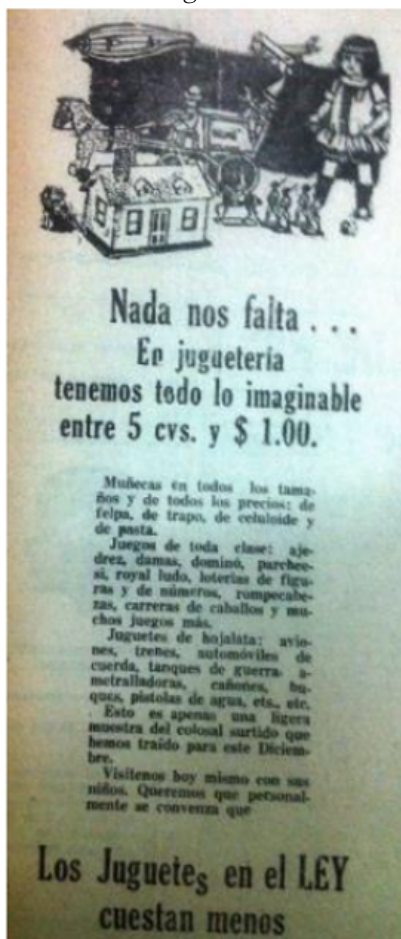 Nada nos falta . . .
En juguetería
tenemos todo lo imaginable
entre 5 cvs. y $ 1.00.
Muñecas en todos los tama-
ños y de todos los precios: de
felpa, de trapo, de celuloide y
de pasta.
Juegos de toda clase: aje-
drez, damas, dominó, parchee-
si, royal ludo, loterías de figu-
ras y de números, rompecabe-
zas, carreras de caballos y mu-
chos juegos más.
Juguetes de hojalata: avio-
nes, trenes, automóviles de
cuerda, tanques de guerra, a-
metralladoras, cañones, bu-
ques, pistolas de agua, ets., etc.
Esto es apenas una ligera
muestra del colosal surtido que
hemos traído para este Diciem-
bre.
Visítenos hoy mismo con sus
niños. Queremos que personal-
mente se convenza que
Los Juguetes en el LEY
cuestan menos